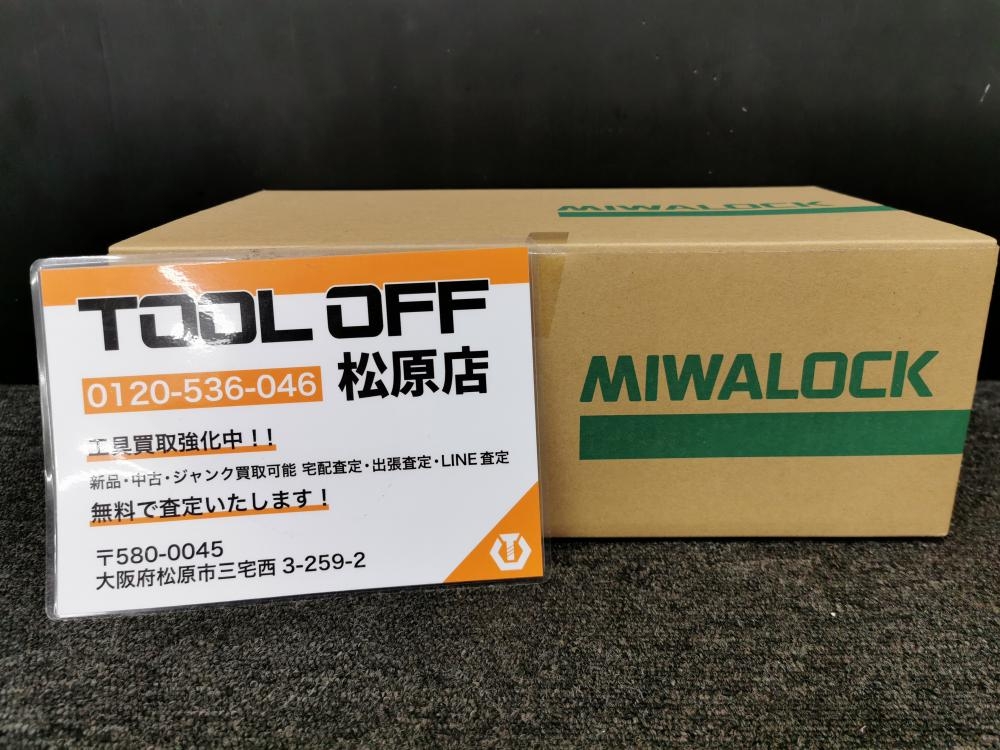 TOOL OFF
0120-536-046 松原店
工具買取強化中!!
新品・中古・ジャンク買取可能 宅配査定・出張査定・LINE査定
無料で査定いたします!
〒580-0045
大阪府松原市三宅西 3-259-2
MIWALOCK
MIWALOCK